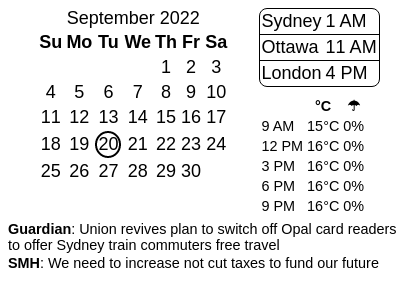 September 2022
Su Mo Tu We Th Fr Sa
1 2 3
4 5 6 7 8 9 10
11 12 13 14 15 16 17
18 19 20 21 22 23 24
25 26 27 28 29 30
Sydney 1 AM
Ottawa 11 AM
London 4 PM
°C ☂
9 AM 15°C 0%
12 PM 16°C 0%
3 PM 16°C 0%
6 PM 16°C 0%
9 PM 16°C 0%
Guardian: Union revives plan to switch off Opal card readers
to offer Sydney train commuters free travel
SMH: We need to increase not cut taxes to fund our future